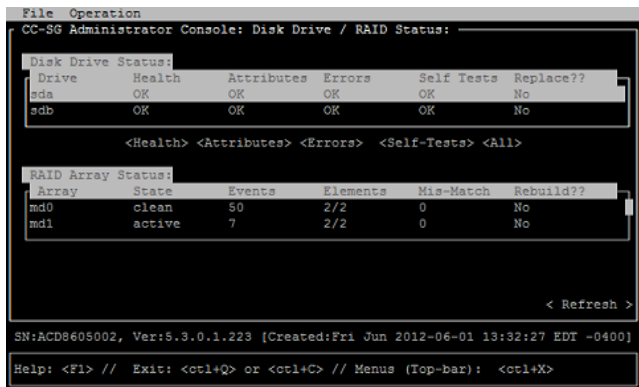 File Operation
CC-SG Administrator Console: Disk Drive / RAID Status:
Disk Drive Status:
Drive Health Attributes Errors Self Tests Replace??
sda OK OK OK OK No
sdb OK OK OK OK No
<Health> <Attributes> <Errors> <Self-Tests> <All>
RAID Array Status:
Array State Events Elements Mis-Match Rebuild??
md0 clean 50 2/2 0 No
md1 active 7 2/2 0 No
< Refresh >
SN:ACD8605002, Ver:5.3.0.1.223 [Created:Fri Jun 2012-06-01 13:32:27 EDT -0400]
Help: <F1> // Exit: <ctl+Q> or <ctl+C> // Menus (Top-bar): <ctl+X>